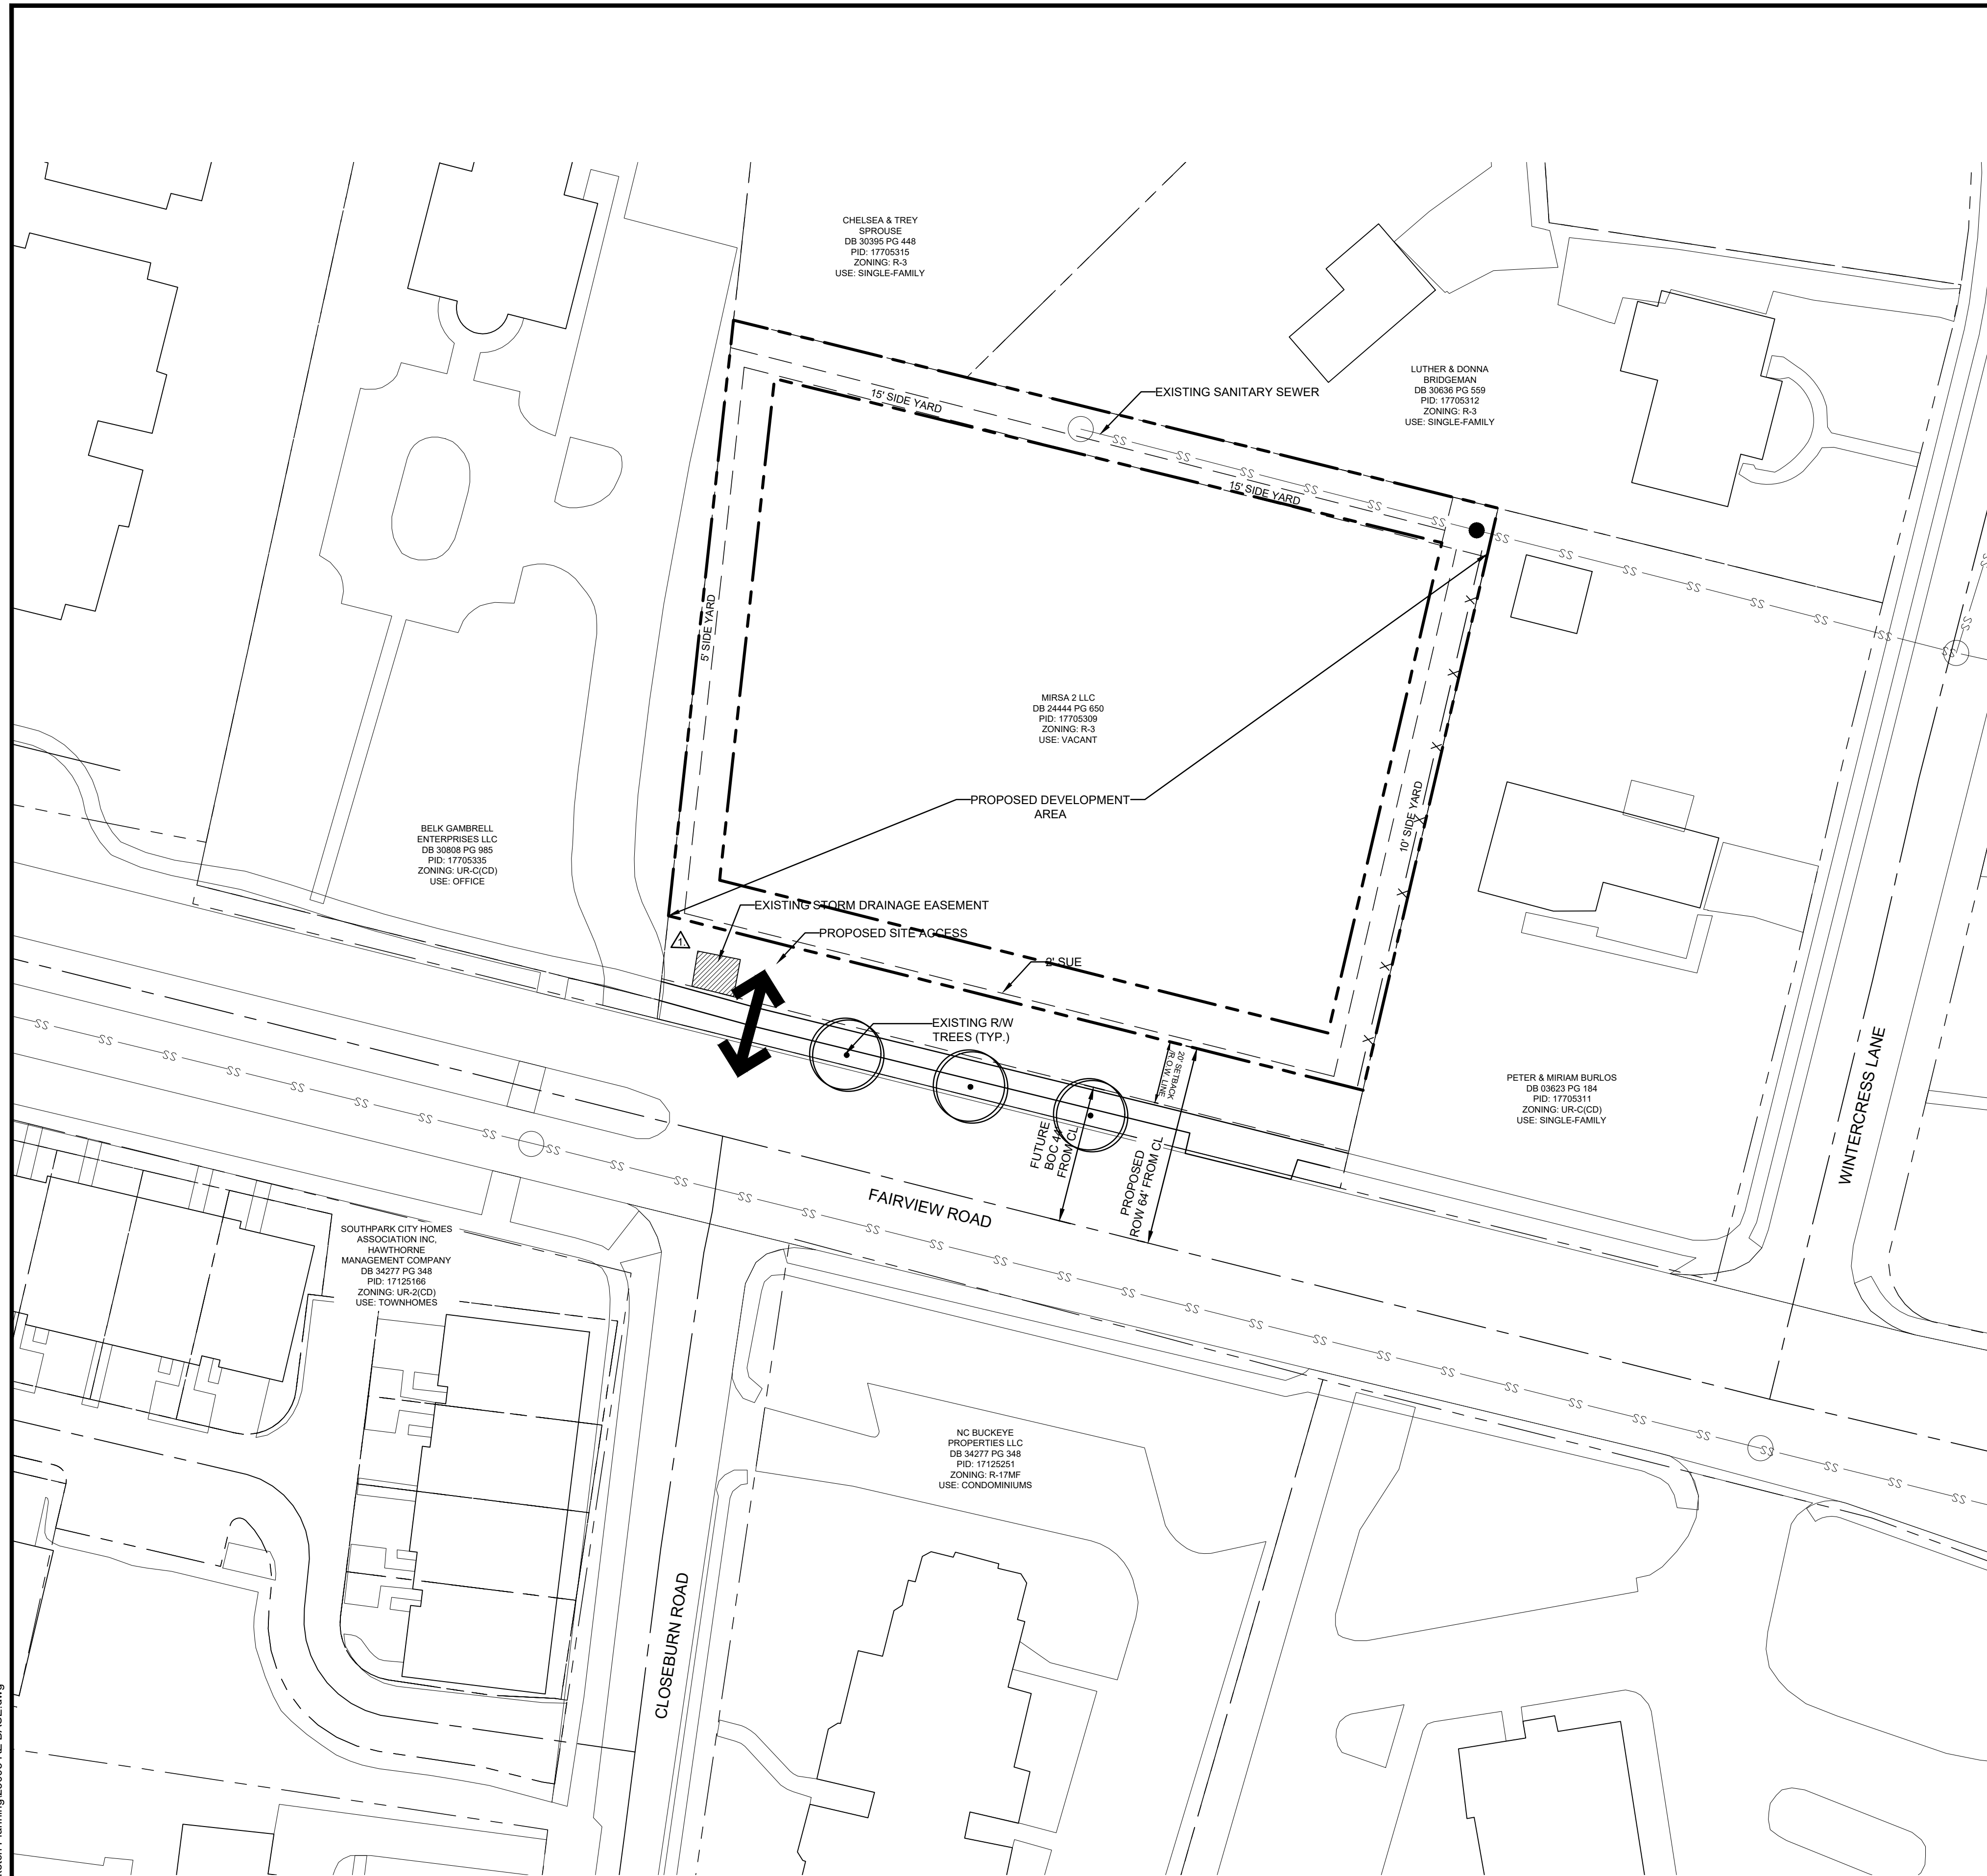 CHELSEA & TREY
SPROUSE
DB 30395 PG 448
PID: 17705315
ZONING: R-3
USE: SINGLE-FAMILY
LUTHER & DONNA
BRIDGEMAN
DB 30636 PG 559
PID: 17705312
ZONING: R-3
USE: SINGLE-FAMILY
EXISTING SANITARY SEWER
15' SIDE YARD
15' SIDE YARD
5' SIDE YARD
10' SIDE YARD
MIRSA 2 LLC
DB 24444 PG 650
PID: 17705309
ZONING: R-3
USE: VACANT
PROPOSED DEVELOPMENT
AREA
BELK GAMBRELL
ENTERPRISES LLC
DB 30808 PG 985
PID: 17705335
ZONING: UR-C(CD)
USE: OFFICE
EXISTING STORM DRAINAGE EASEMENT
PROPOSED SITE ACCESS
1
2' SUE
EXISTING R/W
TREES (TYP.)
20' SETBACK
/R.O.W. LINE
FUTURE
BOC 44'
FROM CL
PROPOSED
ROW 64' FROM CL
FAIRVIEW ROAD
WINTERCRESS LANE
PETER & MIRIAM BURLOS
DB 03623 PG 184
PID: 17705311
ZONING: UR-C(CD)
USE: SINGLE-FAMILY
SOUTHPARK CITY HOMES
ASSOCIATION INC,
HAWTHORNE
MANAGEMENT COMPANY
DB 34277 PG 348
PID: 17125166
ZONING: UR-2(CD)
USE: TOWNHOMES
NC BUCKEYE
PROPERTIES LLC
DB 34277 PG 348
PID: 17125251
ZONING: R-17MF
USE: CONDOMINIUMS
CLOSEBURN ROAD